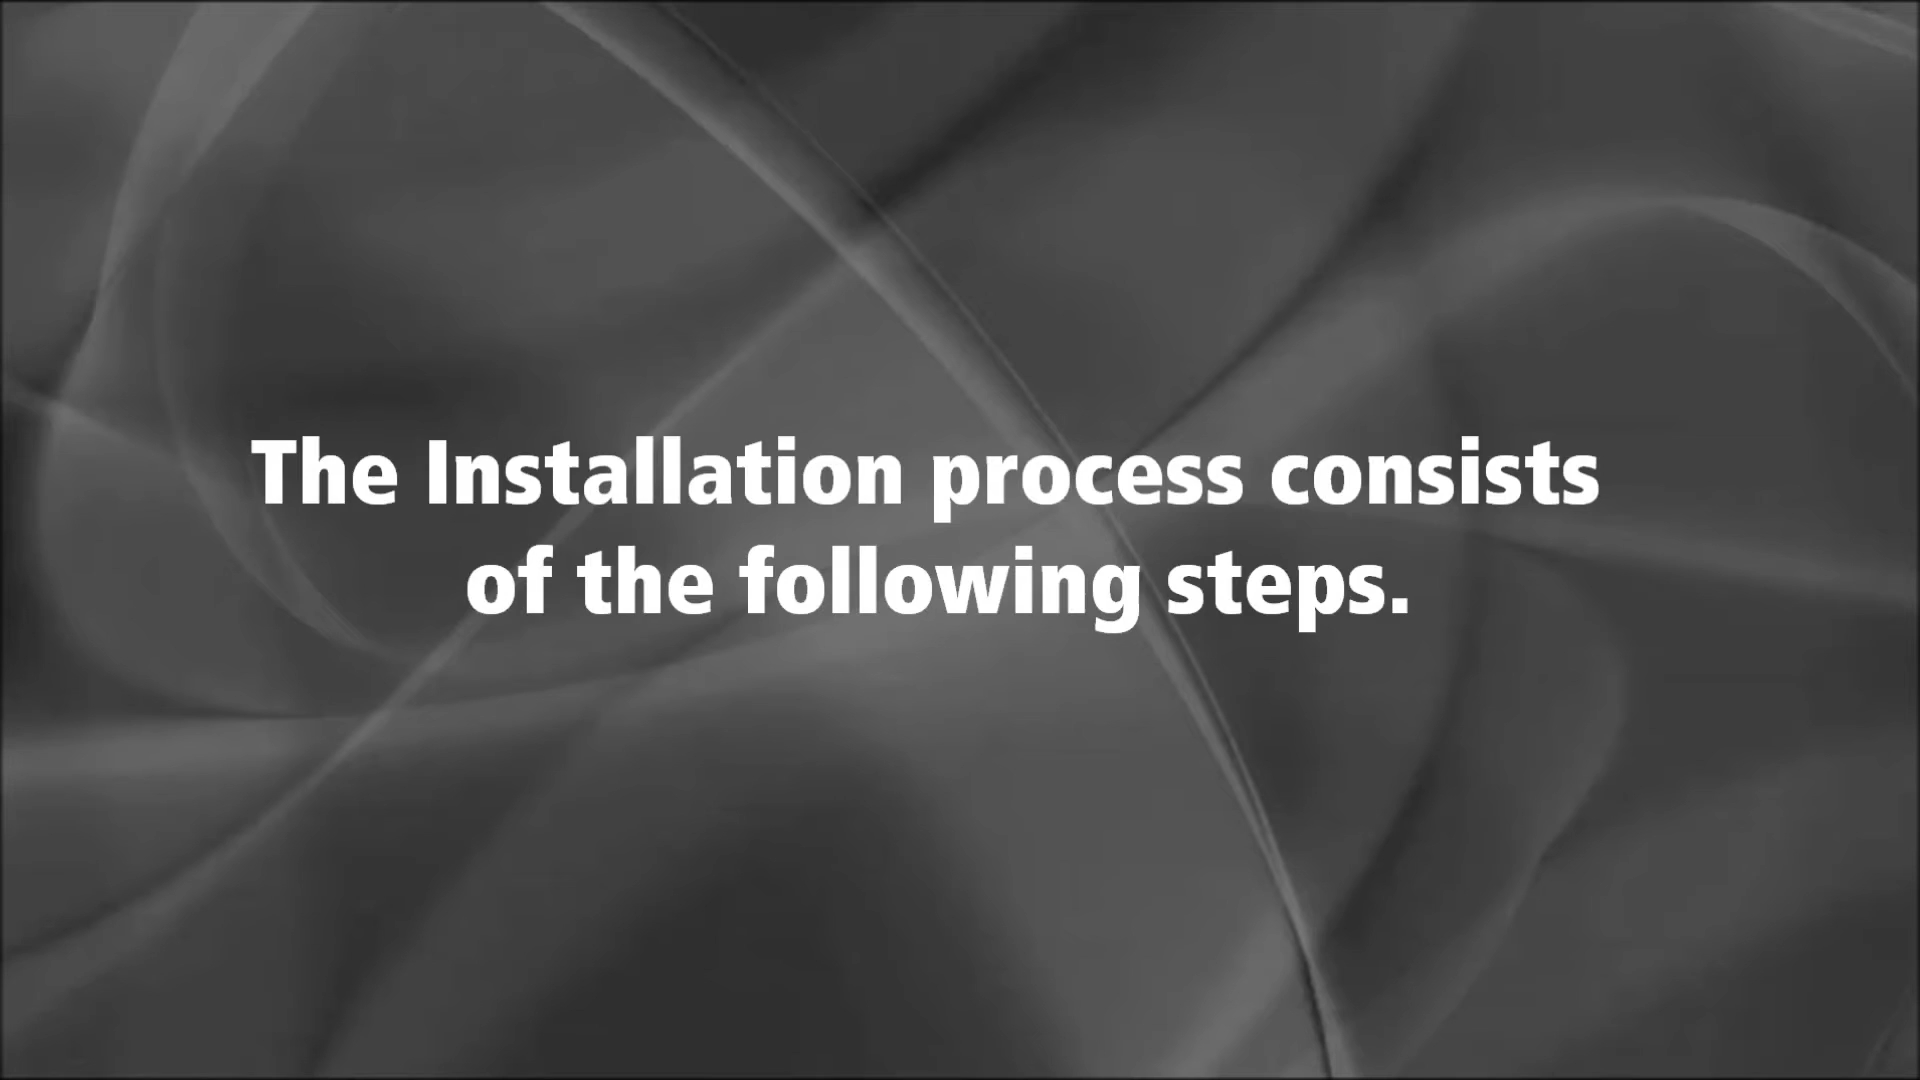 The Installation process consists
of the following steps.